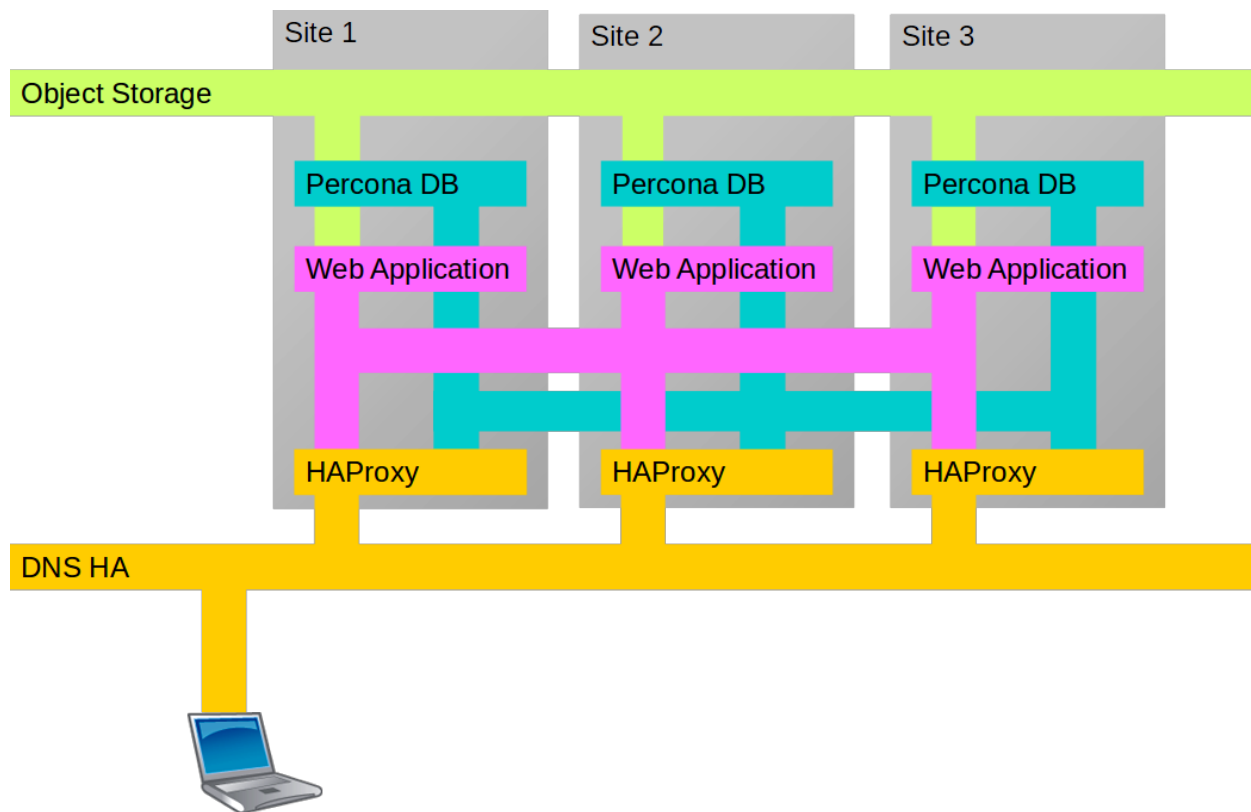 Site 1
Site 2
Site 3
Object Storage
Percona DB
Percona DB
Percona DB
Web Application
Web Application
Web Application
HAProxy
HAProxy
HAProxy
DNS HA